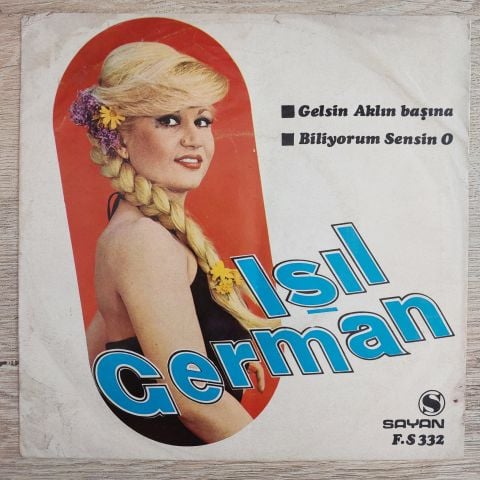 Gelsin Aklın başına
Biliyorum Sensin O
Işıl
German
S
SAYAN
F.S 332